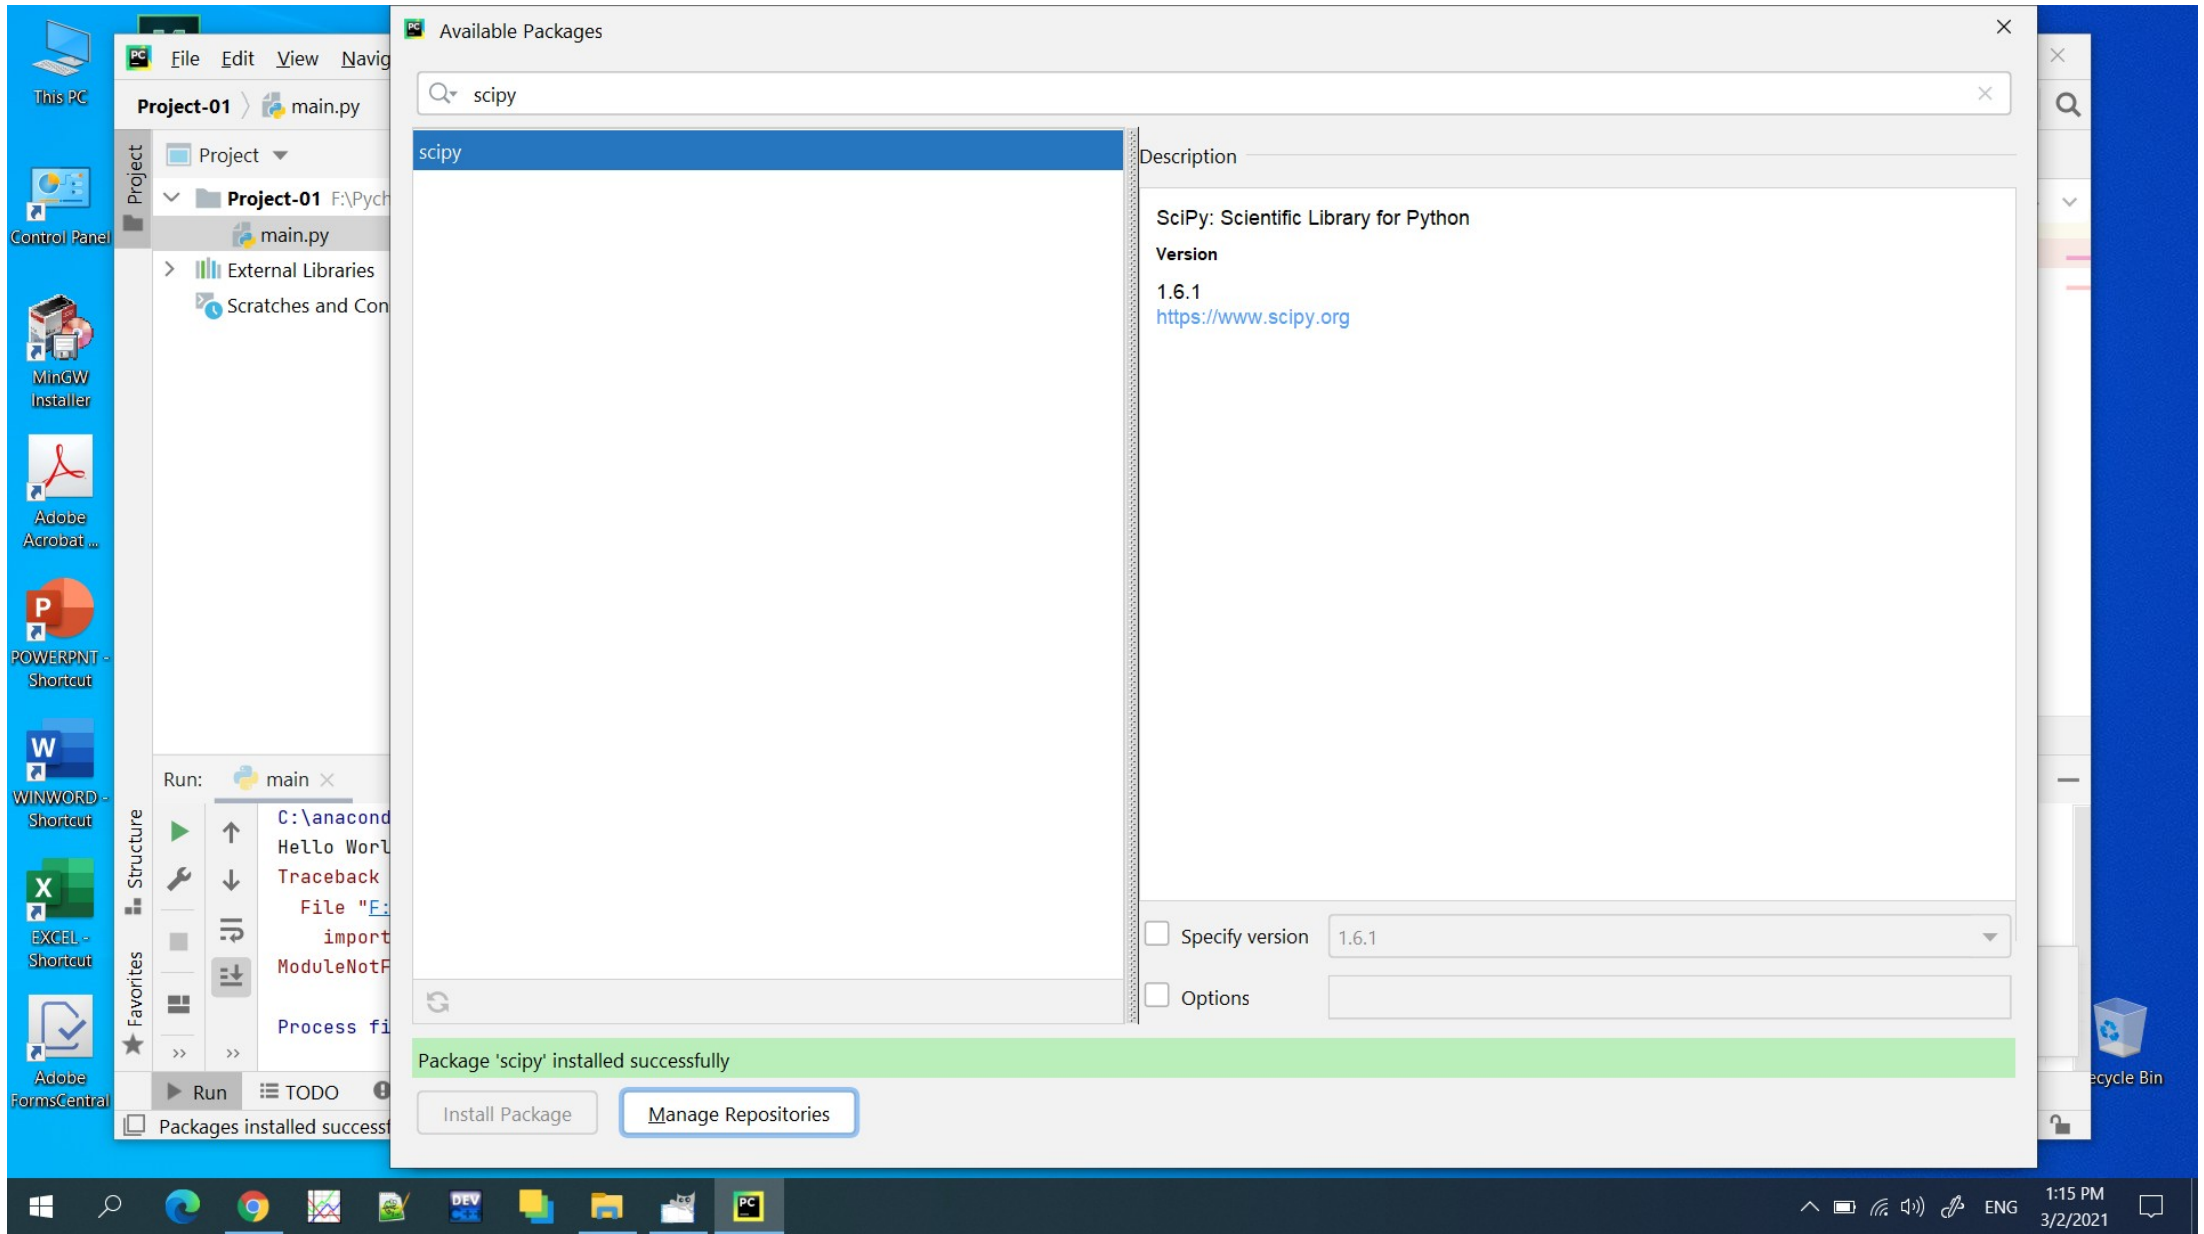 This PC
Control Panel
MinGW
Installer
Adobe
Acrobat ...
POWERPNT -
Shortcut
WINWORD -
Shortcut
EXCEL -
Shortcut
Adobe
FormsCentral
File Edit View Navig
Project-01 main.py
Project
Project
Project-01 F:\Pych
main.py
External Libraries
Scratches and Con
Structure
Favorites
Run: main
C:\anacond
Hello Worl
Traceback
File "F:
import
ModuleNotF
Process fi
Run TODO
Packages installed successf
Available Packages
scipy
scipy
Description
SciPy: Scientific Library for Python
Version
1.6.1
https://www.scipy.org
Specify version 1.6.1
Options
Package 'scipy' installed successfully
Install Package Manage Repositories
ecycle Bin
DEV
PC
ENG
1:15 PM
3/2/2021